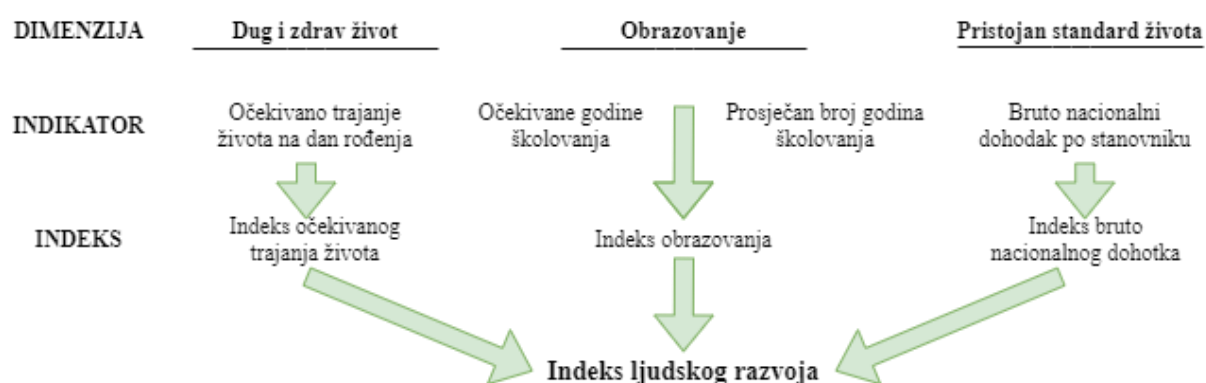 DIMENZIJA
Dug i zdrav život
Obrazovanje
Pristojan standard života
INDIKATOR
Očekivano trajanje
života na dan rođenja
Očekivane godine
školovanja
Prosječan broj godina
školovanja
Bruto nacionalni
dohodak po stanovniku
INDEKS
Indeks očekivanog
trajanja života
Indeks obrazovanja
Indeks bruto
nacionalnog dohotka
Indeks ljudskog razvoja